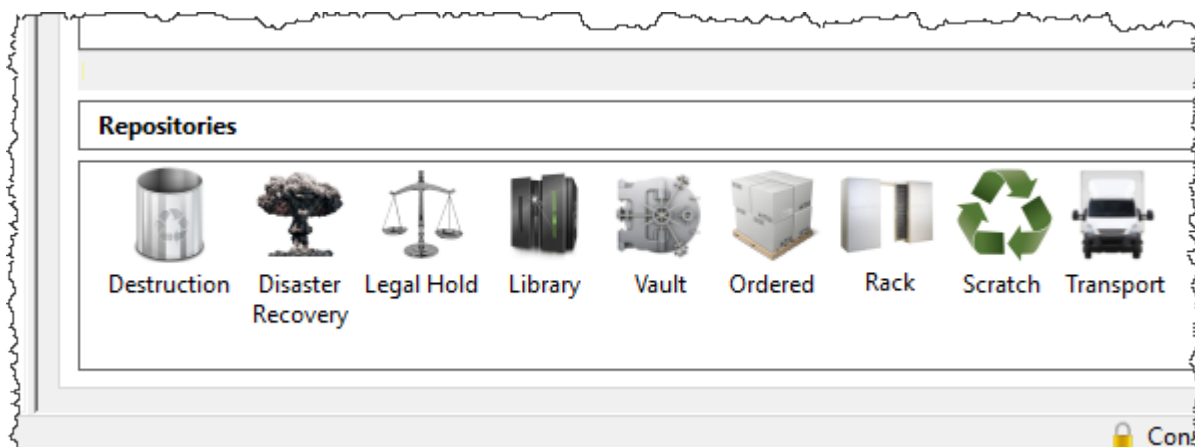 Repositories
Destruction
Disaster
Recovery
Legal Hold
Library
Vault
Ordered
Rack
Scratch
Transport